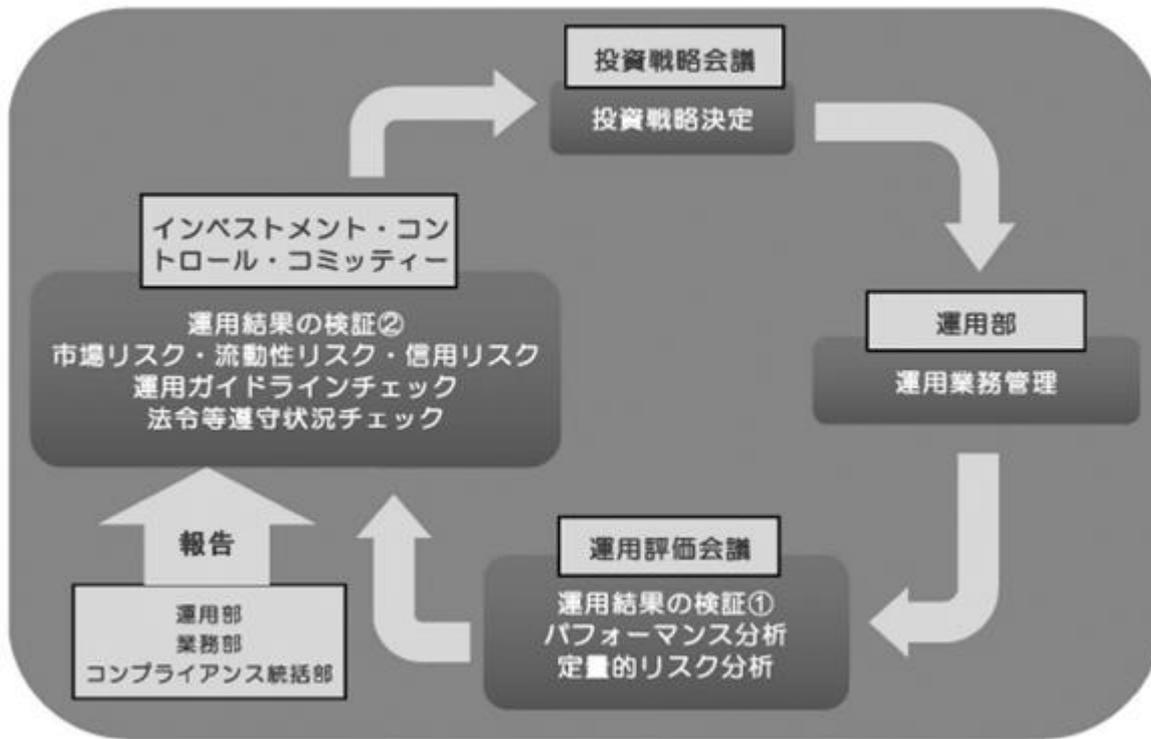 投資戦略会議
投資戦略決定
運用部
運用業務管理
運用評価会議
運用結果の検証①
パフォーマンス分析
定量的リスク分析
インベストメント・コン
トロール・コミッティー
運用結果の検証②
市場リスク・流動性リスク・信用リスク
運用ガイドラインチェック
法令等遵守状況チェック
報告
運用部
業務部
コンプライアンス統括部